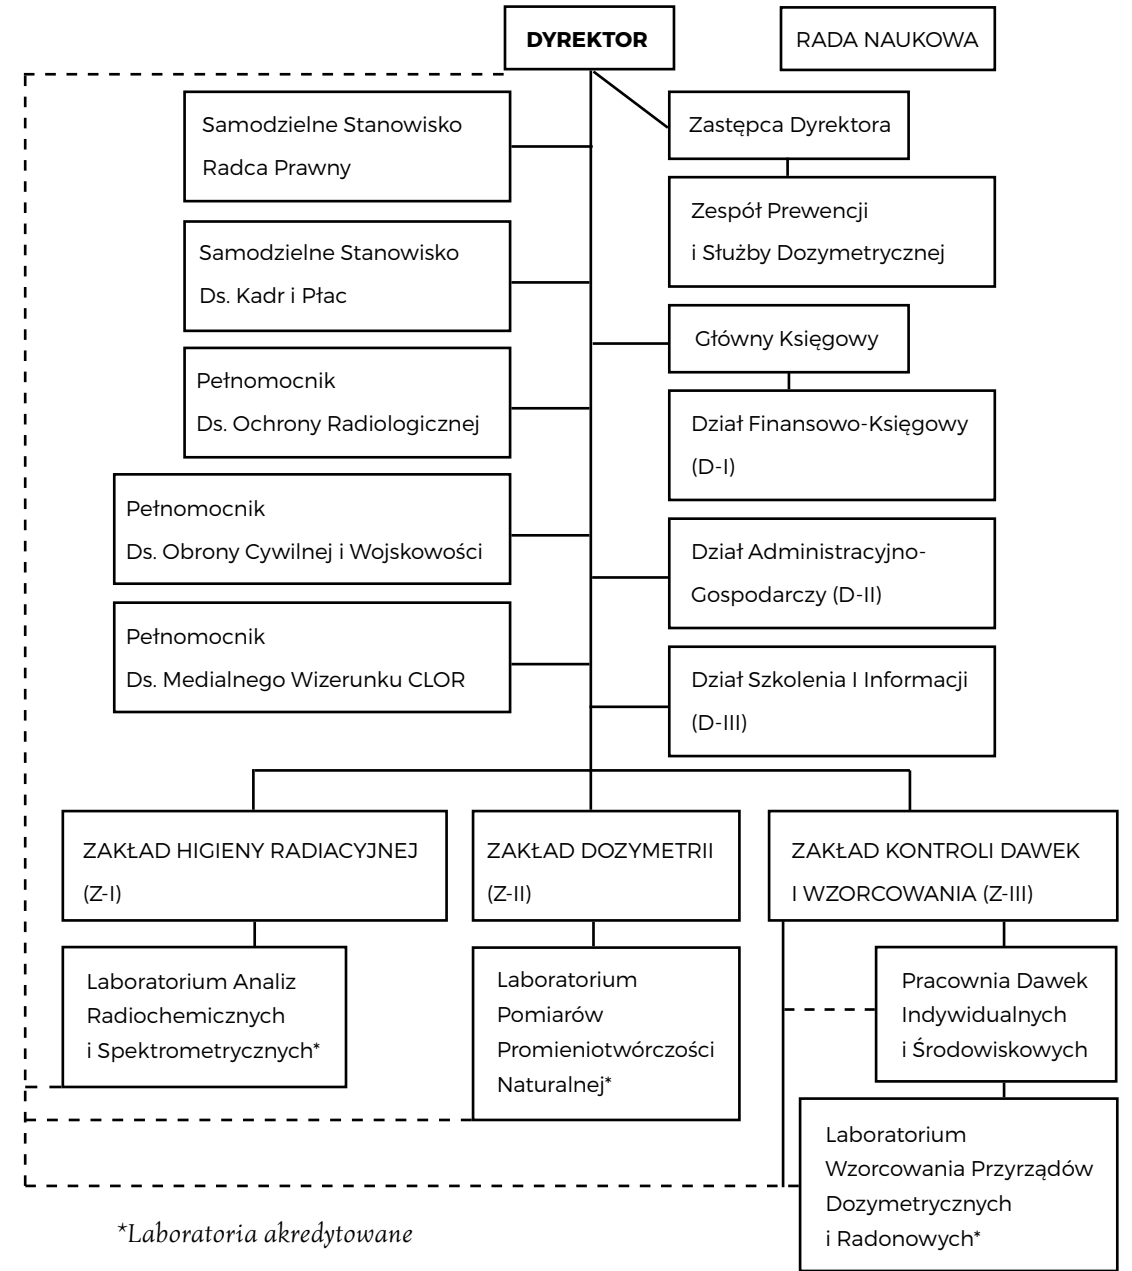 DYREKTOR
RADA NAUKOWA
Samodzielne Stanowisko
Radca Prawny
Zastępca Dyrektora
Zespół Prewencji
i Służby Dozymetrycznej
Samodzielne Stanowisko
Ds. Kadr i Płac
Główny Księgowy
Pełnomocnik
Ds. Ochrony Radiologicznej
Dział Finansowo-Księgowy
(D-I)
Pełnomocnik
Ds. Obrony Cywilnej i Wojskowości
Dział Administracyjno-
Gospodarczy (D-II)
Pełnomocnik
Ds. Medialnego Wizerunku CLOR
Dział Szkolenia I Informacji
(D-III)
ZAKŁAD HIGIENY RADIACYJNEJ
(Z-I)
ZAKŁAD DOZYMETRII
(Z-II)
ZAKŁAD KONTROLI DAWEK
I WZORCOWANIA (Z-III)
Laboratorium Analiz
Radiochemicznych
i Spektrometrycznych*
Laboratorium
Pomiarów
Promieniotwórczości
Naturalnej*
Pracownia Dawek
Indywidualnych
i Środowiskowych
Laboratorium
Wzorcowania Przyrządów
Dozymetrycznych
i Radonowych*
*Laboratoria akredytowane